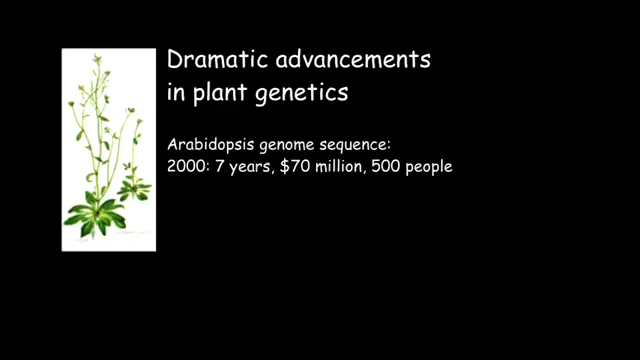 Dramatic advancements
in plant genetics
Arabidopsis genome sequence:
2000: 7 years, $70 million, 500 people